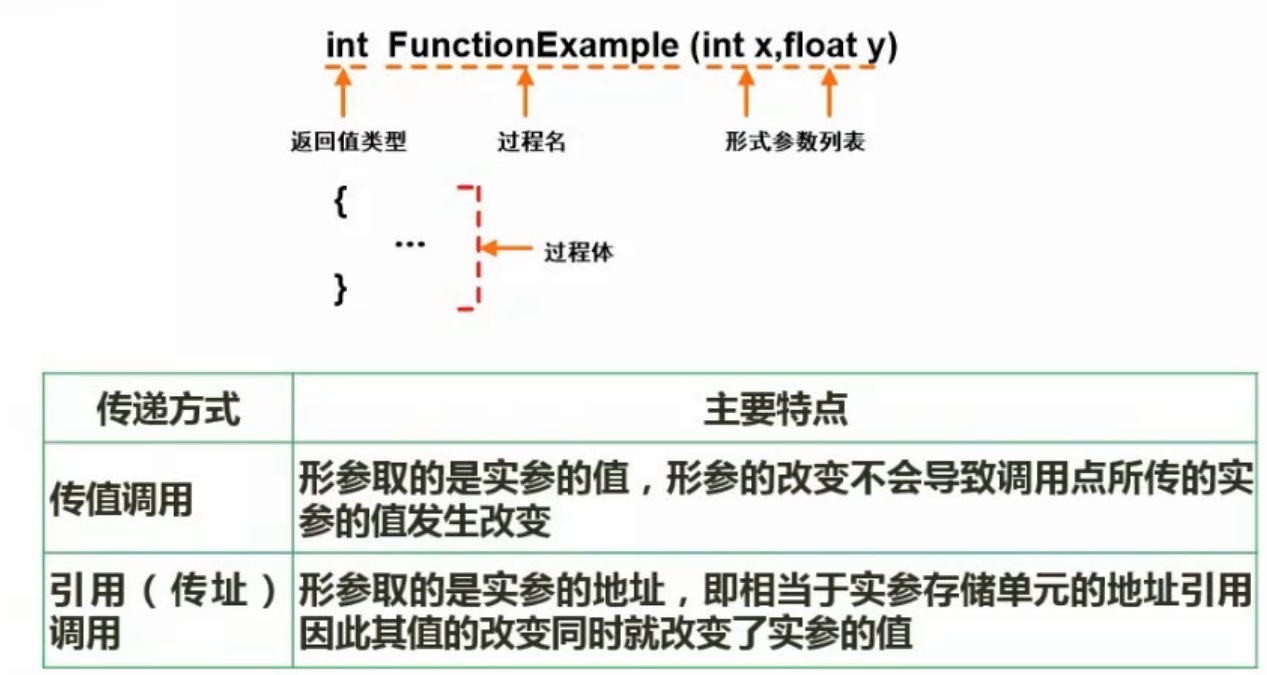 int FunctionExample (int x,float y)
返回值类型 过程名 形式参数列表
{
...
过程体
}
传递方式 主要特点
传值调用 形参取的是实参的值，形参的改变不会导致调用点所传的实
参的值发生改变
引用（传址）
调用
形参取的是实参的地址，即相当于实参存储单元的地址引用
因此其值的改变同时就改变了实参的值